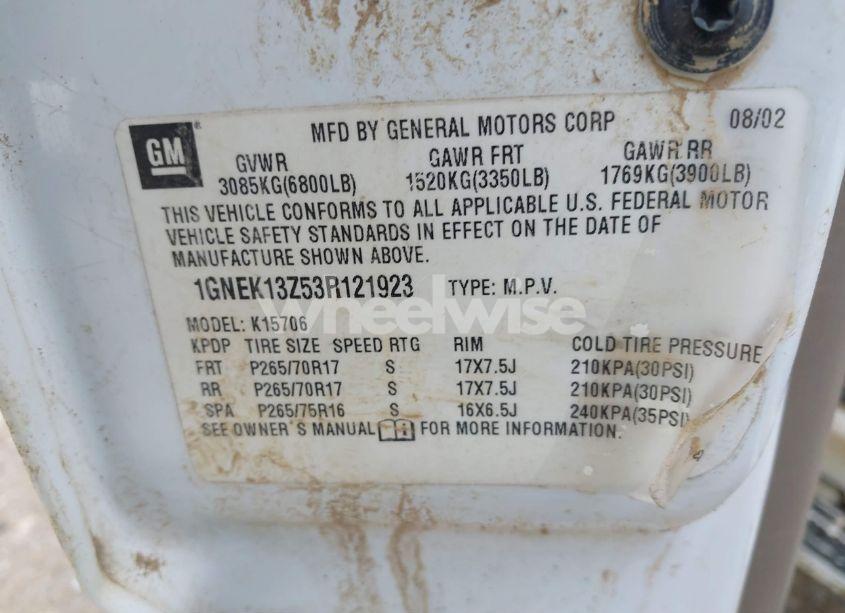 GM
MFD BY GENERAL MOTORS CORP 08/02
GVWR GAWR FRT GAWR RR
3085KG(6800LB) 1520KG(3350LB) 1769KG(3900LB)
THIS VEHICLE CONFORMS TO ALL APPLICABLE U.S. FEDERAL MOTOR
VEHICLE SAFETY STANDARDS IN EFFECT ON THE DATE OF
MANUFACTURE SHOWN ABOVE.
1GNEK13Z53R121923 TYPE: M.P.V.
Wheelwise
MODEL: K15706
KPDP TIRE SIZE SPEED RTG RIM COLD TIRE PRESSURE
FRT P265/70R17 S 17X7.5J 210KPA(30PSI)
RR P265/70R17 S 17X7.5J 210KPA(30PSI)
SPA P265/75R16 S 16X6.5J 240KPA(35PSI)
SEE OWNER'S MANUAL FOR MORE INFORMATION.